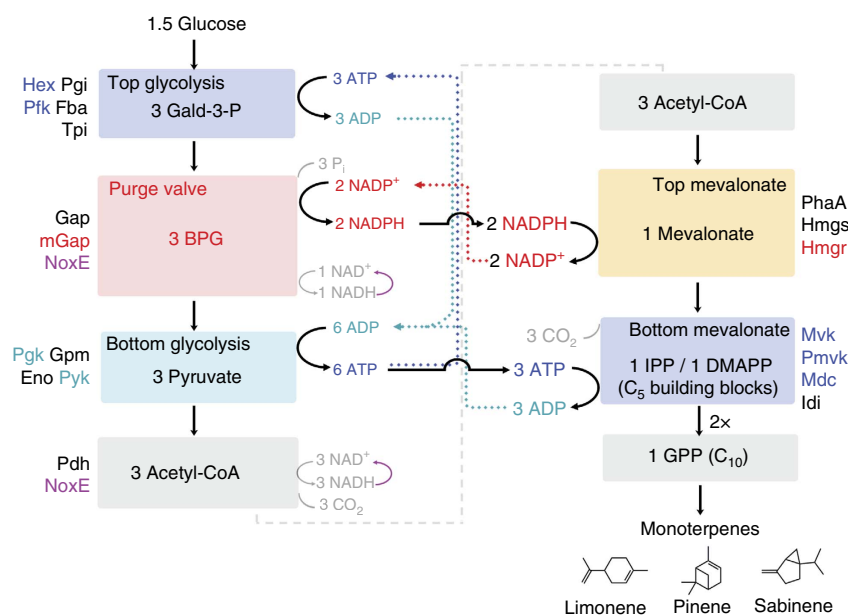 1.5 Glucose
Hex Pgi
Pfk Fba
Tpi
Top glycolysis
3 Gald-3-P
3 ATP
3 ADP
Gap
mGap
NoxE
Purge valve
3 BPG
3 Pᵢ
2 NADP⁺
2 NADPH
1 NAD⁺
1 NADH
Pgk Gpm
Eno Pyk
Bottom glycolysis
3 Pyruvate
6 ADP
6 ATP
Pdh
NoxE
3 Acetyl-CoA
3 NAD⁺
3 NADH
3 CO₂
3 Acetyl-CoA
2 NADPH
2 NADP⁺
Top mevalonate
1 Mevalonate
PhaA
Hmgs
Hmgr
3 CO₂
3 ATP
3 ADP
Bottom mevalonate
1 IPP / 1 DMAPP
(C₅ building blocks)
Mvk
Pmvk
Mdc
Idi
2×
1 GPP (C₁₀)
Monoterpenes
Limonene
Pinene
Sabinene